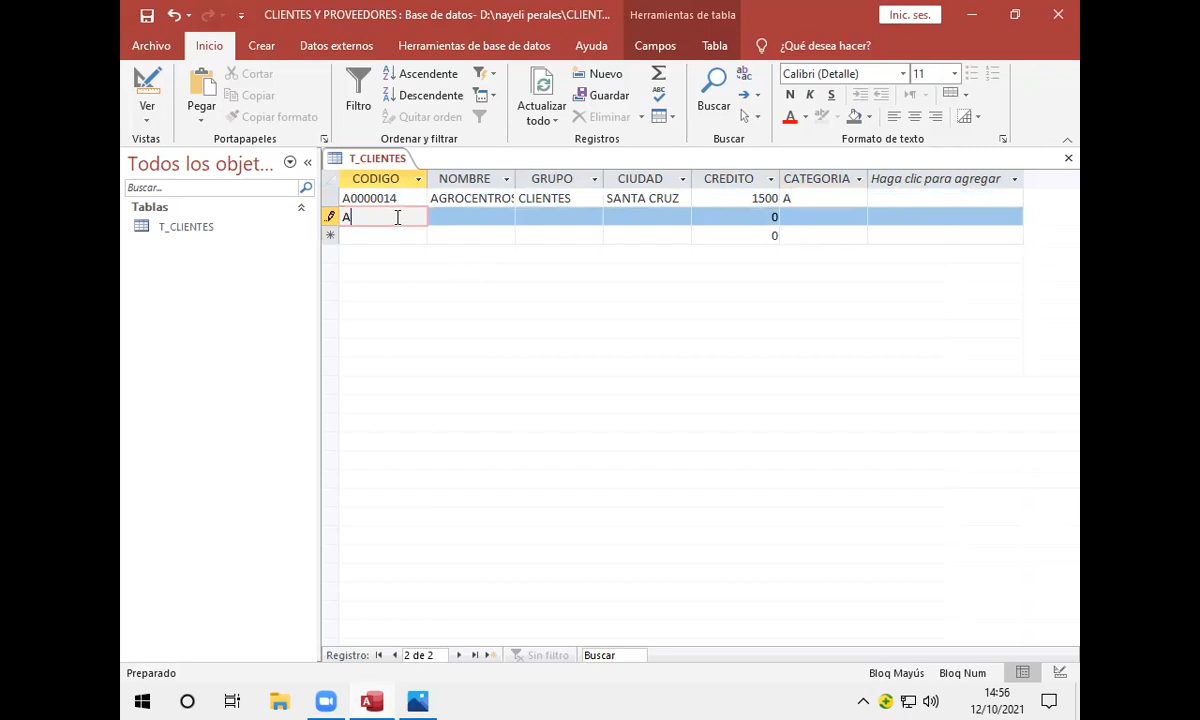 CLIENTES Y PROVEEDORES : Base de datos- D:\nayeli perales\CLIENT...
Herramientas de tabla
Inic. ses.
Archivo
Inicio
Crear
Datos externos
Herramientas de base de datos
Ayuda
Campos
Tabla
¿Qué desea hacer?
Ver
Vistas
Pegar
Cortar
Copiar
Copiar formato
Portapapeles
Filtro
Ascendente
Descendente
Quitar orden
Ordenar y filtrar
Actualizar
todo
Nuevo
Guardar
Eliminar
Registros
Buscar
Buscar
Calibri (Detalle)
11
N K S
Formato de texto
Todos los objet...
Buscar...
Tablas
T_CLIENTES
T_CLIENTES
CODIGO NOMBRE GRUPO CIUDAD CREDITO CATEGORIA Haga clic para agregar
A0000014 AGROCENTROS CLIENTES SANTA CRUZ 1500 A
A 0
0
Registro: 2 de 2 Sin filtro Buscar
Preparado
Bloq Mayús Bloq Num
14:56
12/10/2021